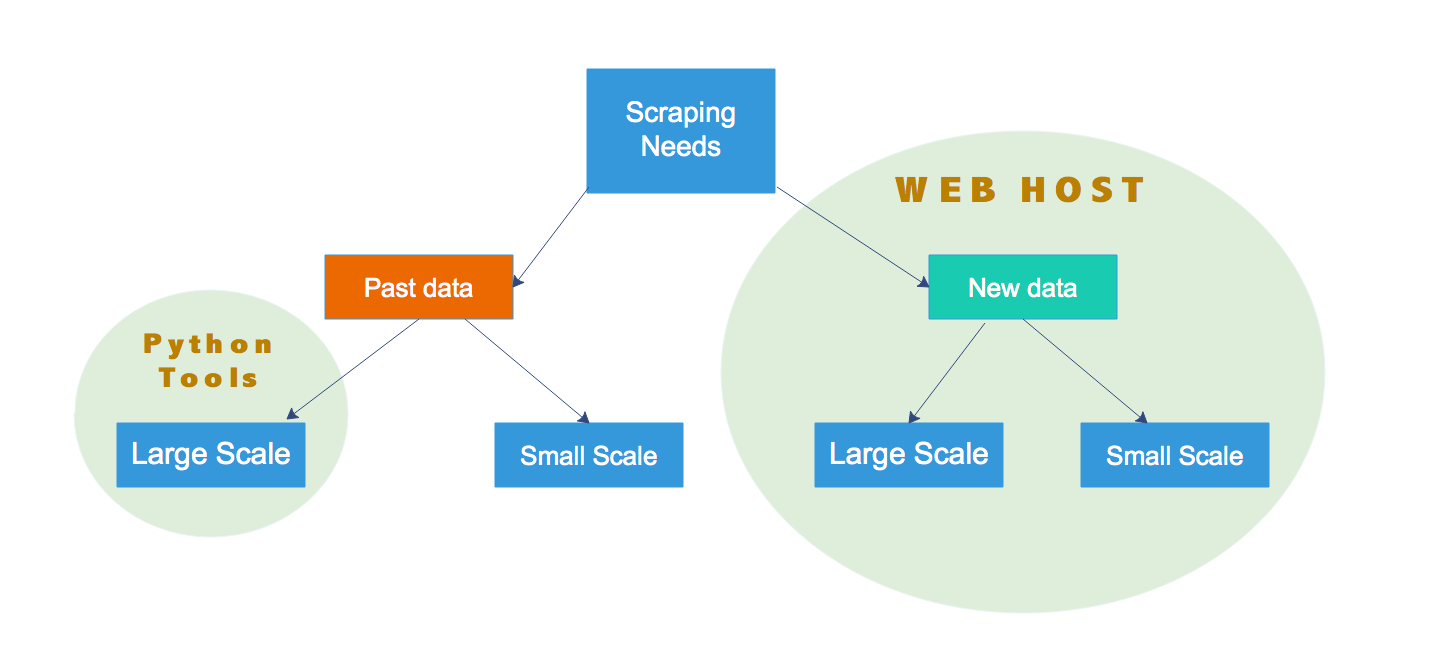 Scraping
Needs
WEB HOST
Past data
New data
Python
Tools
Large Scale
Small Scale
Large Scale
Small Scale